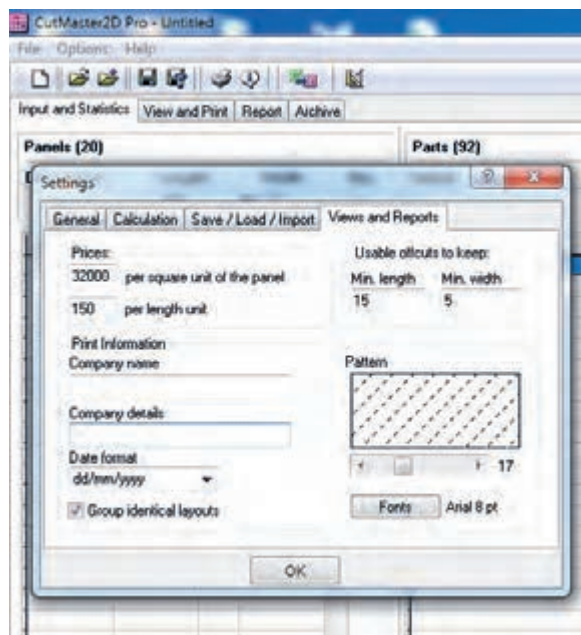 CutMaster2D Pro - Untitled
File Options Help
Input and Statistics View and Print Report Archive
Panels (20) Parts (92)
Settings
General Calculation Save / Load / Import Views and Reports
Prices: Usable offcuts to keep:
32000 per square unit of the panel Min. length Min. width
150 per length unit 15 5
Print Information
Company name Pattern
Company details
Date format
dd/mm/yyyy 17
Group identical layouts Fonts Arial 8 pt
OK